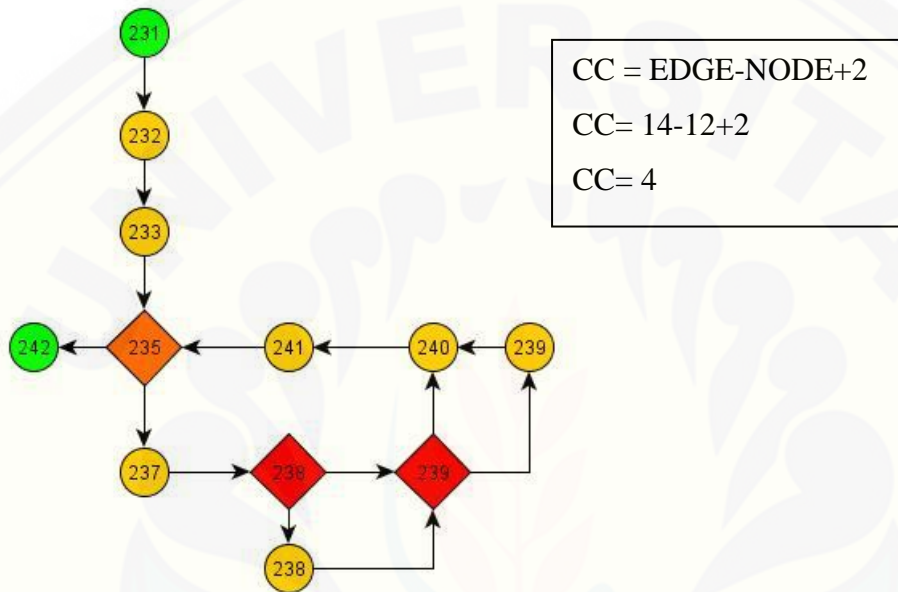 231
CC = EDGE-NODE+2
CC= 14-12+2
CC= 4
232
233
242 235 241 240 239
237 238 239
238
UNIVERSITA